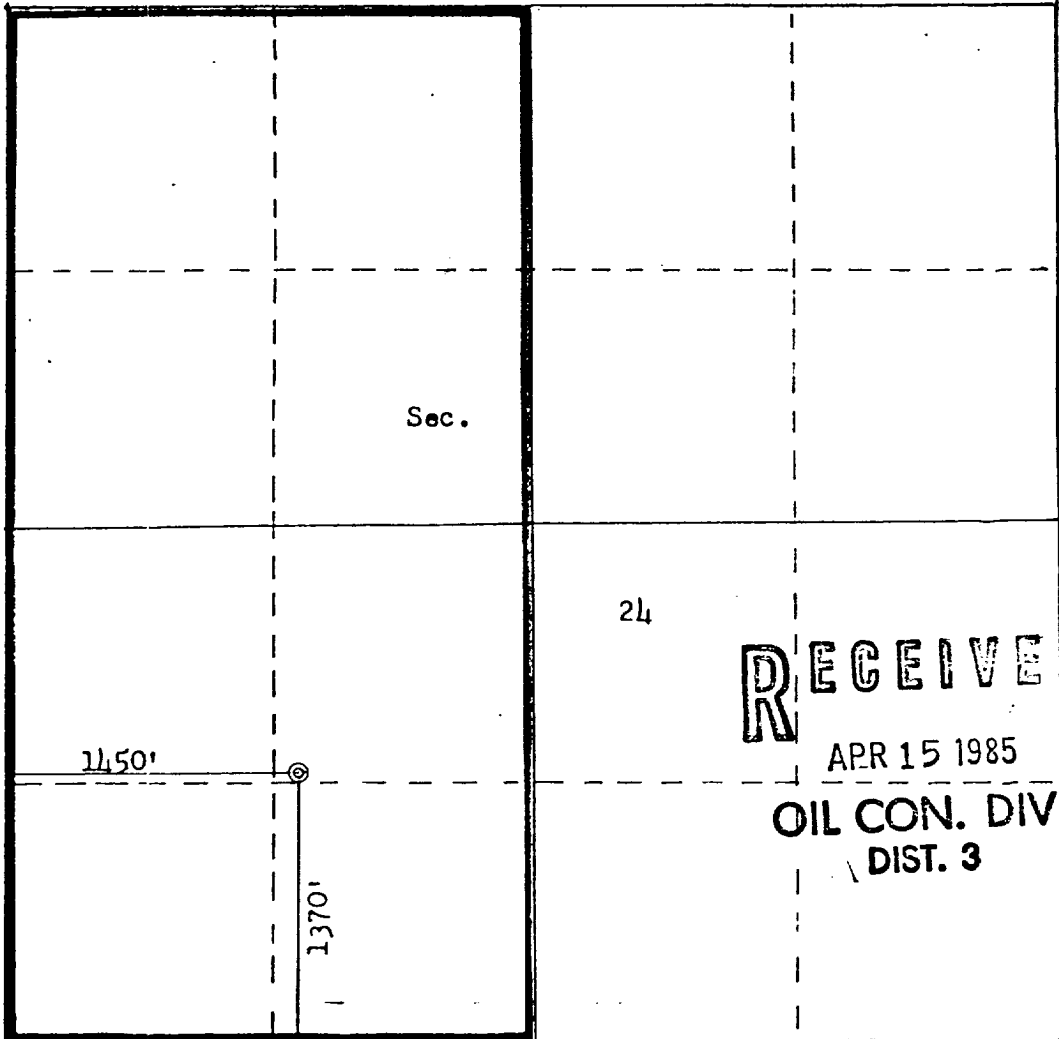 Sec.
24
RECEIVE
APR 15 1985
OIL CON. DIV
DIST. 3
1450'
1370'